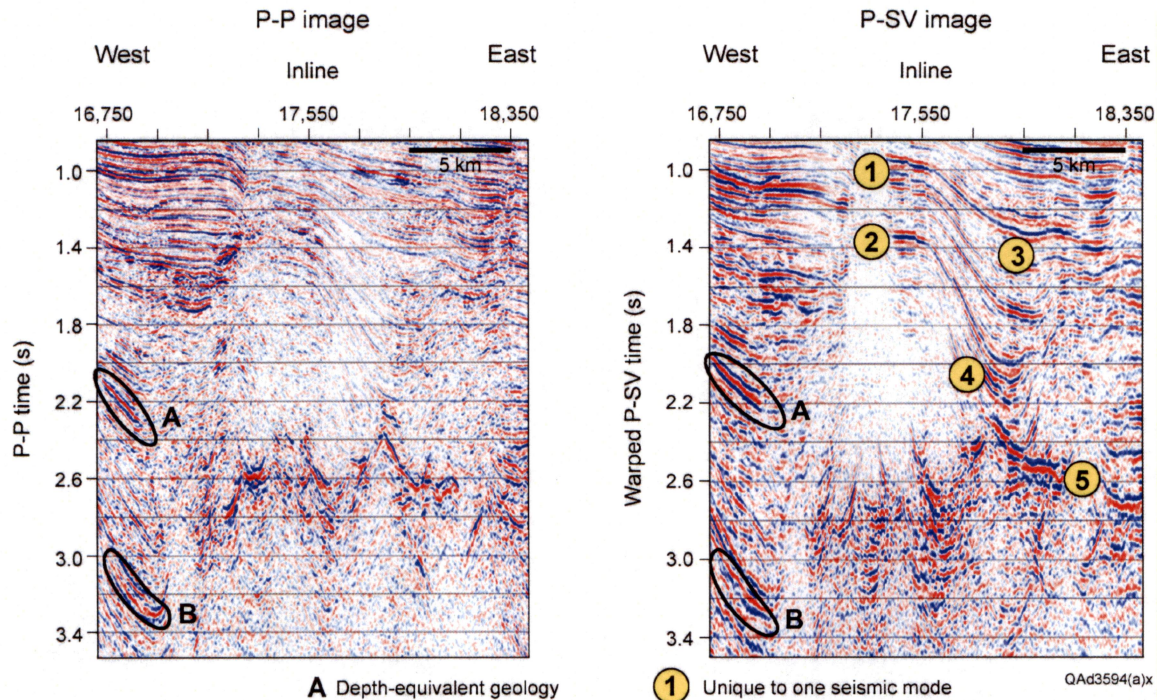 P-P image
West East
Inline
16,750 17,550 18,350
5 km
1.0
1.4
1.8
2.2
2.6
3.0
3.4
P-P time (s)
A
B
P-SV image
West East
Inline
16,750 17,550 18,350
5 km
1.0
1.4
1.8
2.2
2.6
3.0
3.4
Warped P-SV time (s)
1
2
3
4
5
A
B
A Depth-equivalent geology
1 Unique to one seismic mode
QAd3594(a)x